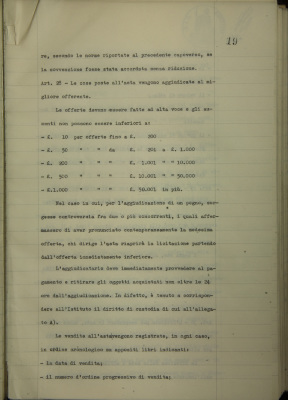 19
re, secondo le norme riportate al precedente capoverso, se
la sovvenzione fosse stata accordata senza riduzione.
Art. 28 - Le cose poste all'asta vengono aggiudicate al mi-
gliore offerente.
Le offerte devono essere fatte ad alta voce e gli au-
menti non possono essere inferiori a:
- £. 10 per offerte fino a £. 200
- £. 50 " " da £. 201 a £. 1.000
- £. 200 " " " 1.001 " " 10.000
- £. 500 " " " 10.001 " " 50.000
- £.1.000 " " £. 50.001 in più.
Nel caso in cui, per l'aggiudicazione di un pegno, sor-
gesse controversia fra due o più concorrenti, i quali affer-
massero di aver pronunciato contemporaneamente la medesima
offerta, chi dirige l'asta riaprirà la licitazione partendo
dall'offerta immediatamente inferiore.
L'aggiudicatario deve immediatamente provvedere al pa-
gamento e ritirare gli oggetti acquistati non oltre le 24
ore dall'aggiudicazione. In difetto, è tenuto a corrispon-
dere all'Istituto il diritto di custodia di cui all'allega-
to A).
Le vendite all'asta vengono registrate, in ogni caso,
in ordine cronologico su appositi libri indicanti:
- la data di vendita;
- il numero d'ordine progressivo di vendita;